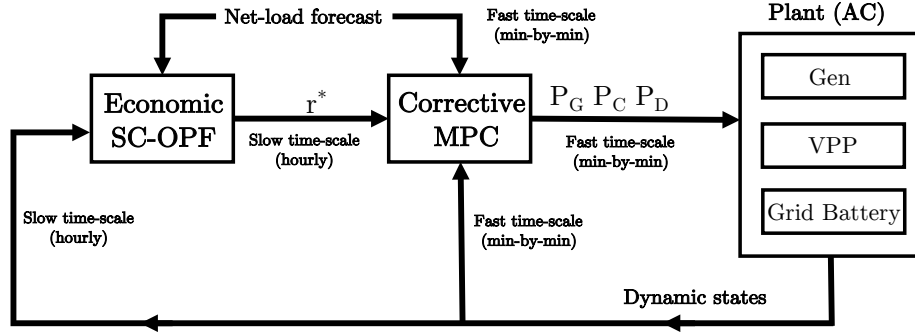 Net-load forecast
Fast time-scale
(min-by-min)
Plant (AC)
Economic
SC-OPF
r*
Slow time-scale
(hourly)
Corrective
MPC
P_G P_C P_D
Fast time-scale
(min-by-min)
Gen
VPP
Grid Battery
Slow time-scale
(hourly)
Fast time-scale
(min-by-min)
Dynamic states